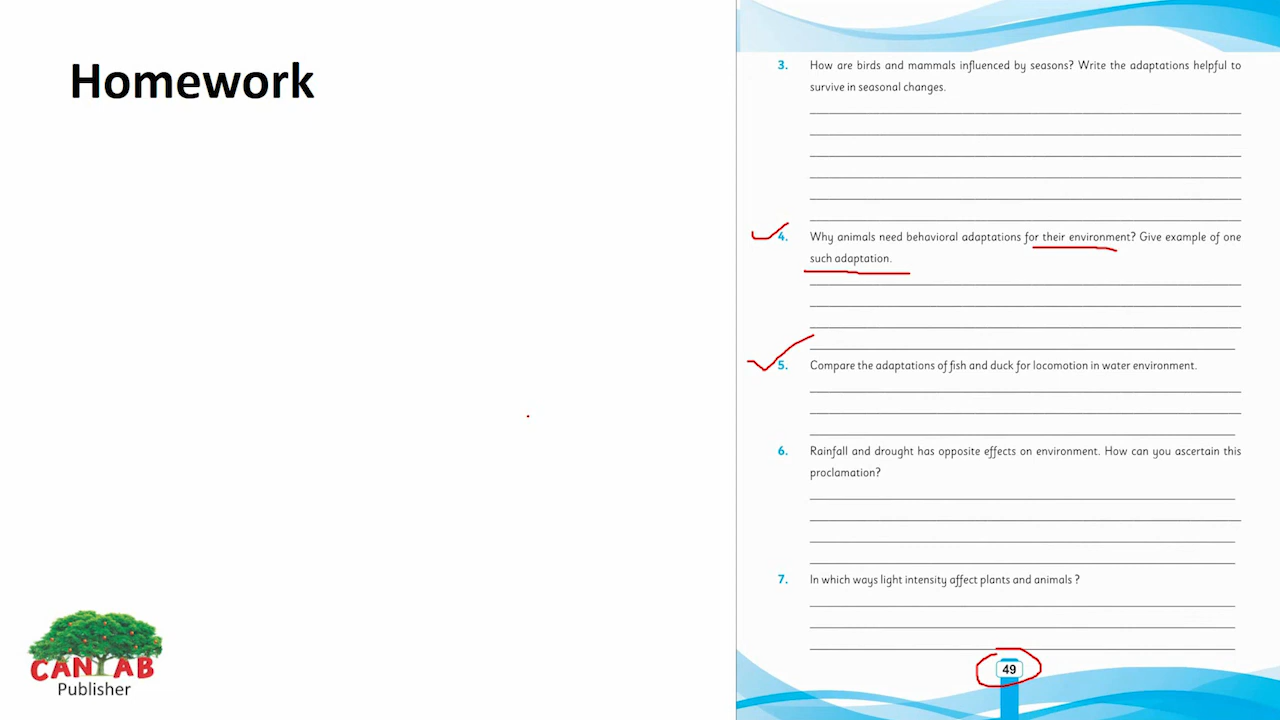 Homework
3. How are birds and mammals influenced by seasons? Write the adaptations helpful to
survive in seasonal changes.
4. Why animals need behavioral adaptations for their environment? Give example of one
such adaptation.
5. Compare the adaptations of fish and duck for locomotion in water environment.
6. Rainfall and drought has opposite effects on environment. How can you ascertain this
proclamation?
7. In which ways light intensity affect plants and animals ?
49
CANTAB
Publisher